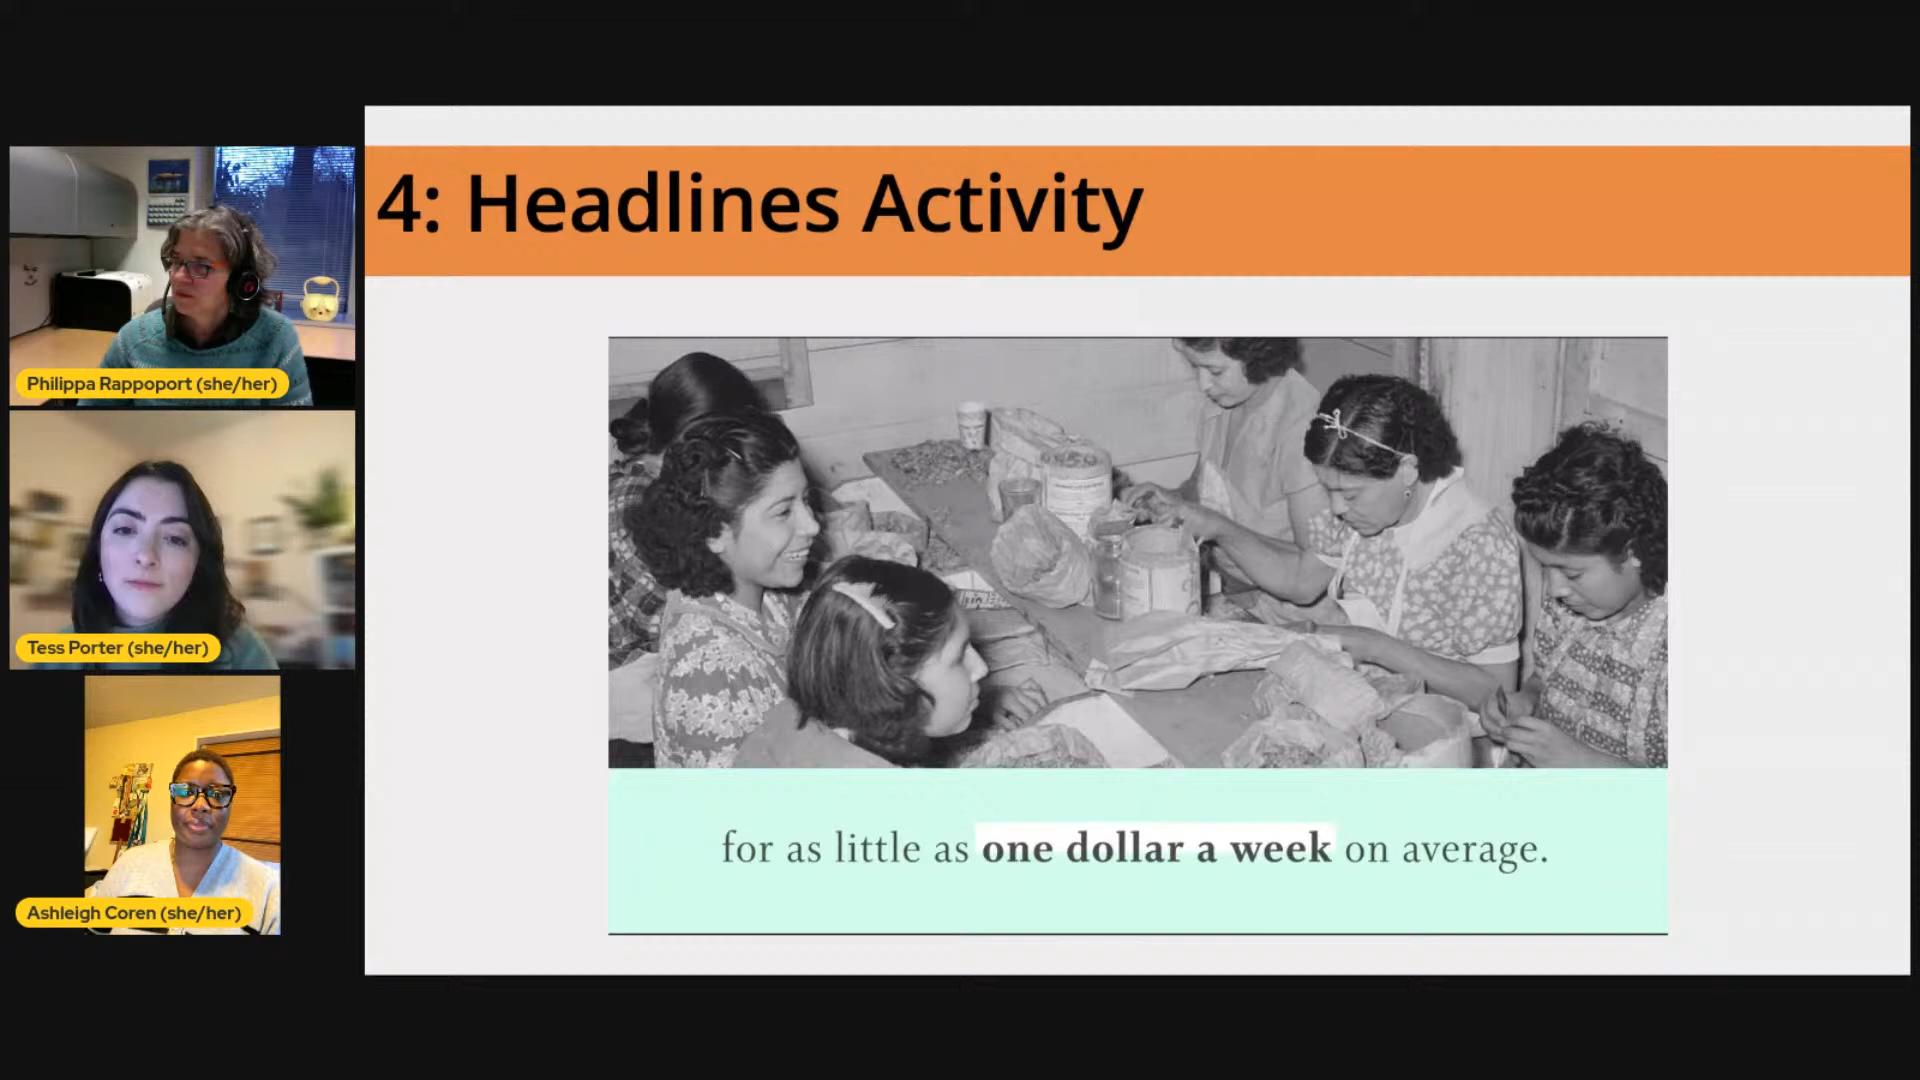 4: Headlines Activity
Philippa Rappoport (she/her)
Tess Porter (she/her)
Ashleigh Coren (she/her)
for as little as one dollar a week on average.